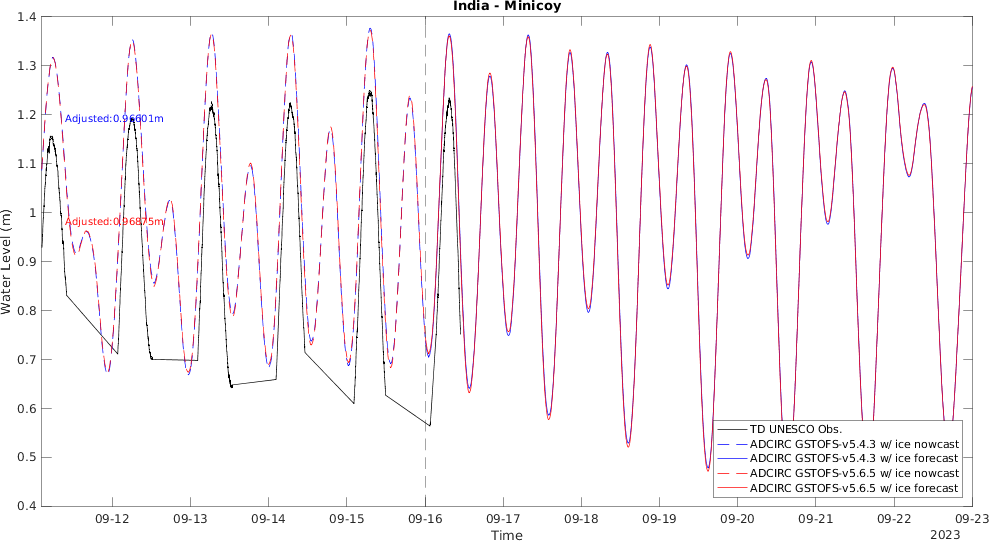 India - Minicoy
1.4
1.3
1.2
1.1
1
0.9
0.8
0.7
0.6
0.5
0.4
Water Level (m)
Adjusted:0.96601m
Adjusted:0.96875m
TD UNESCO Obs.
ADCIRC GSTOFS-v5.4.3 w/ ice nowcast
ADCIRC GSTOFS-v5.4.3 w/ ice forecast
ADCIRC GSTOFS-v5.6.5 w/ ice nowcast
ADCIRC GSTOFS-v5.6.5 w/ ice forecast
09-12 09-13 09-14 09-15 09-16 09-17 09-18 09-19 09-20 09-21 09-22 09-23
Time
2023